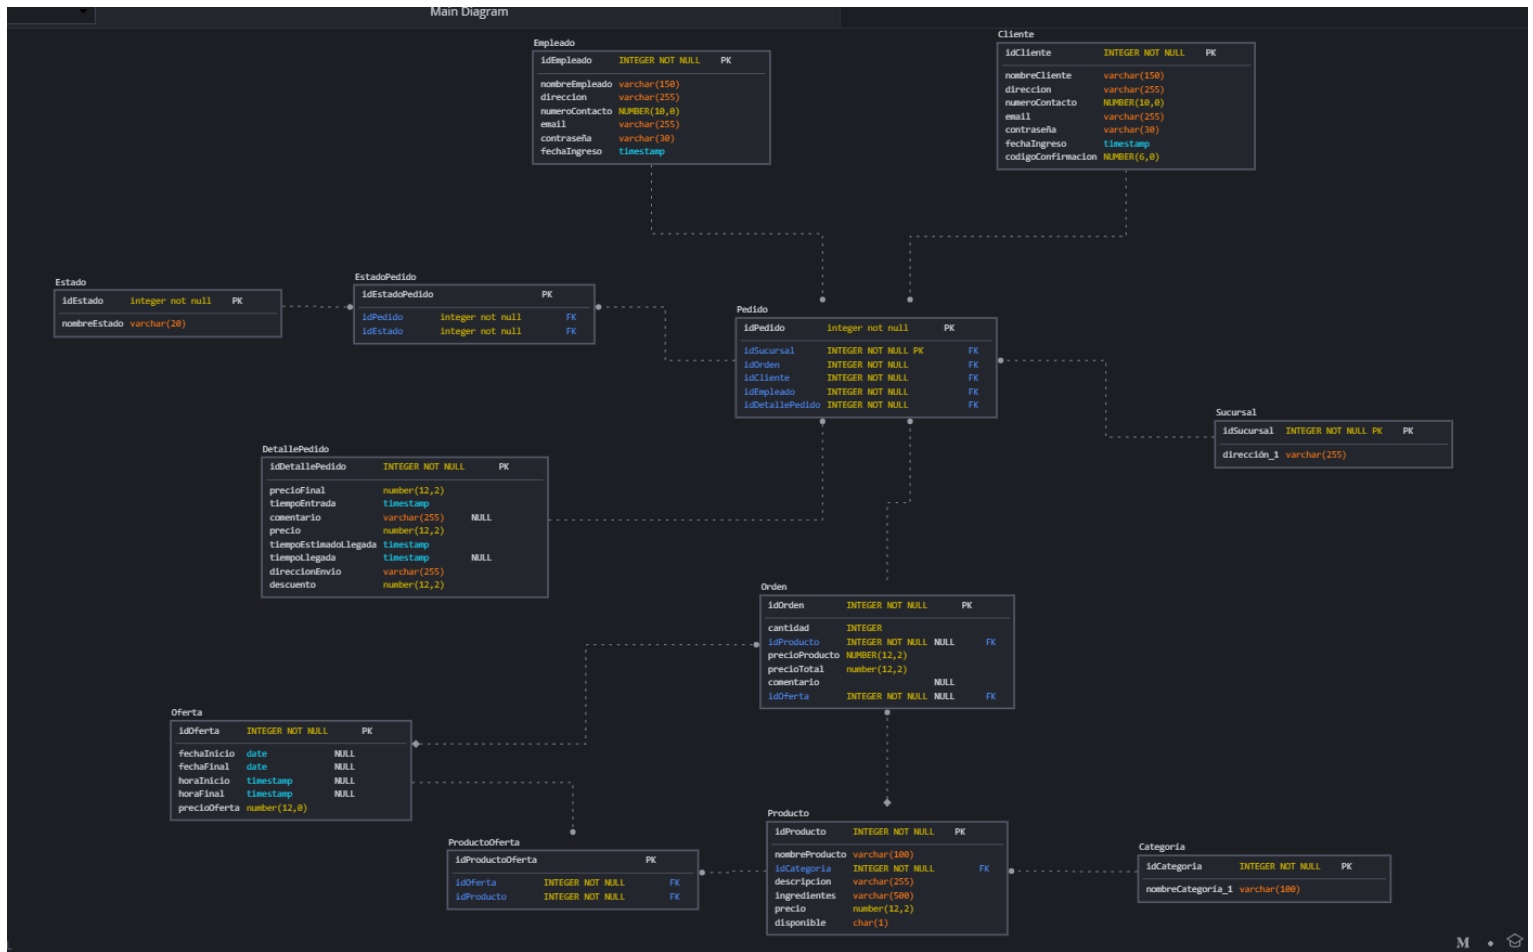 Main Diagram
Empleado
idEmpleado INTEGER NOT NULL PK
nombreEmpleado varchar(150)
direccion varchar(255)
numeroContacto NUMBER(10,0)
email varchar(255)
contraseña varchar(30)
fechaIngreso timestamp
Cliente
idCliente INTEGER NOT NULL PK
nombreCliente varchar(150)
direccion varchar(255)
numeroContacto NUMBER(10,0)
email varchar(255)
contraseña varchar(30)
fechaIngreso timestamp
codigoConfirmacion NUMBER(6,0)
Estado
idEstado integer not null PK
nombreEstado varchar(20)
EstadoPedido
idEstadoPedido PK
idPedido integer not null FK
idEstado integer not null FK
Pedido
idPedido integer not null PK
idSucursal INTEGER NOT NULL PK FK
idOrden INTEGER NOT NULL FK
idCliente INTEGER NOT NULL FK
idEmpleado INTEGER NOT NULL FK
idDetallePedido INTEGER NOT NULL FK
Sucursal
idSucursal INTEGER NOT NULL PK PK
dirección_1 varchar(255)
DetallePedido
idDetallePedido INTEGER NOT NULL PK
precioFinal number(12,2)
tiempoEntrada timestamp
comentario varchar(255) NULL
precio number(12,2)
tiempoEstimadoLlegada timestamp
tiempoLlegada timestamp NULL
direccionEnvio varchar(255)
descuento number(12,2)
Orden
idOrden INTEGER NOT NULL PK
cantidad INTEGER
idProducto INTEGER NOT NULL NULL FK
precioProducto NUMBER(12,2)
precioTotal number(12,2)
comentario NULL
idOferta INTEGER NOT NULL NULL FK
Oferta
idOferta INTEGER NOT NULL PK
fechaInicio date NULL
fechaFinal date NULL
horaInicio timestamp NULL
horaFinal timestamp NULL
precioOferta number(12,0)
ProductoOferta
idProductoOferta PK
idOferta INTEGER NOT NULL FK
idProducto INTEGER NOT NULL FK
Producto
idProducto INTEGER NOT NULL PK
nombreProducto varchar(100)
idCategoria INTEGER NOT NULL FK
descripcion varchar(255)
ingredientes varchar(500)
precio number(12,2)
disponible char(1)
Categoría
idCategoria INTEGER NOT NULL PK
nombreCategoría_1 varchar(100)
M